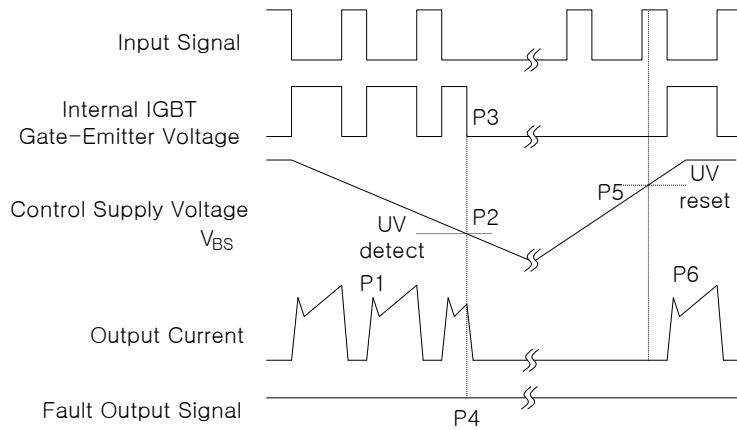 Input Signal
Internal IGBT
Gate-Emitter Voltage
P3
Control Supply Voltage
V_BS
P2
UV
detect
P5
UV
reset
P1
P6
Output Current
Fault Output Signal
P4